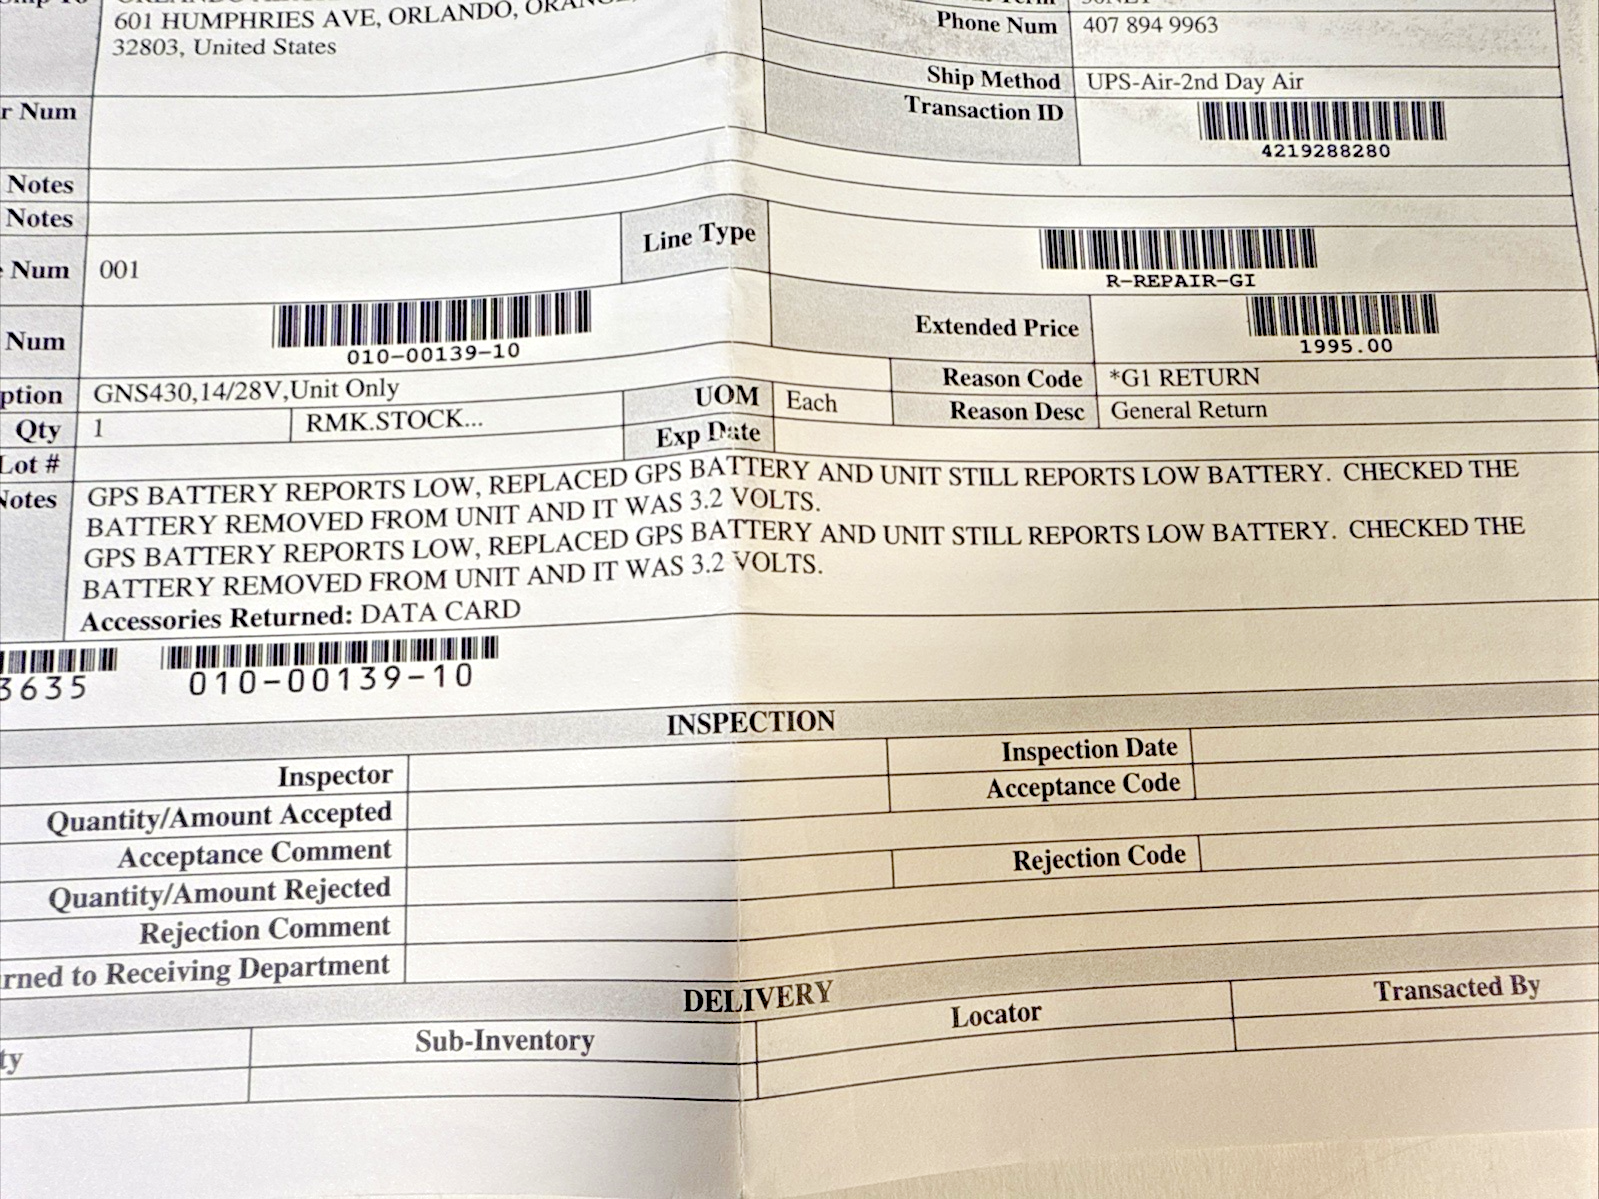 601 HUMPHRIES AVE, ORLANDO,
32803, United States
Phone Num 407 894 9963
Ship Method UPS-Air-2nd Day Air
r Num
Transaction ID
4219288280
Notes
Notes
Num 001
Line Type
R-REPAIR-GI
Num
010-00139-10
Extended Price
1995.00
ption GNS430,14/28V,Unit Only
UOM Each
Reason Code *G1 RETURN
Qty 1 RMK.STOCK...
Exp Date
Reason Desc General Return
Lot #
Notes GPS BATTERY REPORTS LOW, REPLACED GPS BATTERY AND UNIT STILL REPORTS LOW BATTERY. CHECKED THE
BATTERY REMOVED FROM UNIT AND IT WAS 3.2 VOLTS.
GPS BATTERY REPORTS LOW, REPLACED GPS BATTERY AND UNIT STILL REPORTS LOW BATTERY. CHECKED THE
BATTERY REMOVED FROM UNIT AND IT WAS 3.2 VOLTS.
Accessories Returned: DATA CARD
3635 010-00139-10
INSPECTION
Inspector
Inspection Date
Quantity/Amount Accepted
Acceptance Code
Acceptance Comment
Quantity/Amount Rejected
Rejection Code
Rejection Comment
rned to Receiving Department
DELIVERY
ty
Sub-Inventory
Locator
Transacted By